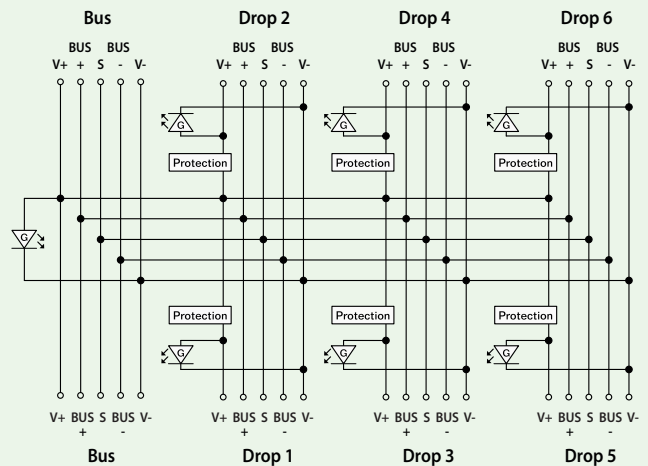 Bus Drop 2 Drop 4 Drop 6
BUS BUS BUS BUS BUS BUS BUS BUS
V+ + S - V- V+ + S - V- V+ + S - V- V+ + S - V-
G G G
Protection Protection Protection
G
Protection Protection Protection
G G G
V+ BUS S BUS V- V+ BUS S BUS V- V+ BUS S BUS V- V+ BUS S BUS V-
+ - + - + - + -
Bus Drop 1 Drop 3 Drop 5